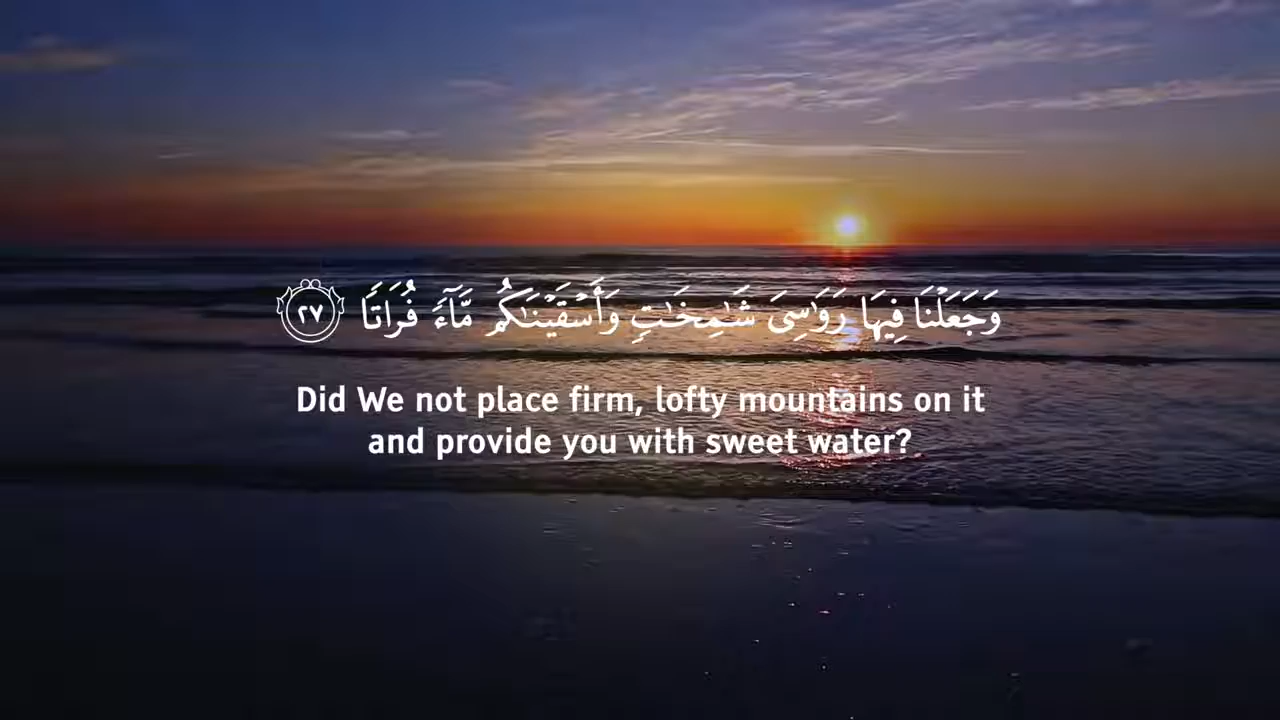 وَجَعَلْنَا فِيهَا رَوَٰسِىَ شَـٰمِخَـٰتٍ وَأَسْقَيْنَـٰكُم مَّآءً فُرَاتًا ٢٧
Did We not place firm, lofty mountains on it
and provide you with sweet water?